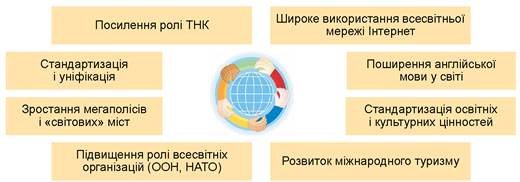 Посилення ролі ТНК
Широке використання всесвітньої
мережі Інтернет
Стандартизація
і уніфікація
Поширення англійської
мови у світі
Зростання мегаполісів
і «світових» міст
Стандартизація освітніх
і культурних цінностей
Підвищення ролі всесвітніх
організацій (ООН, НАТО)
Розвиток міжнародного туризму